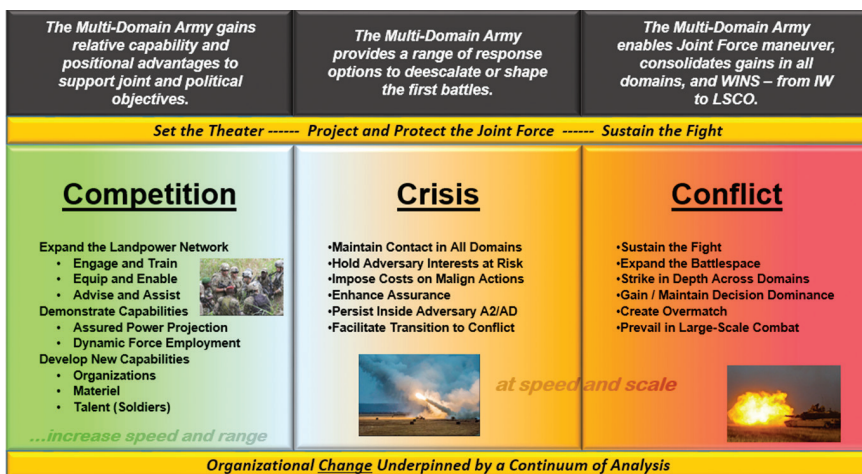 The Multi-Domain Army gains
relative capability and
positional advantages to
support joint and political
objectives.
The Multi-Domain Army
provides a range of response
options to deescalate or shape
the first battles.
The Multi-Domain Army
enables Joint Force maneuver,
consolidates gains in all
domains, and WINS – from IW
to LSCO.
Set the Theater ------ Project and Protect the Joint Force ------ Sustain the Fight
Competition
Expand the Landpower Network
• Engage and Train
• Equip and Enable
• Advise and Assist
Demonstrate Capabilities
• Assured Power Projection
• Dynamic Force Employment
Develop New Capabilities
• Organizations
• Materiel
• Talent (Soldiers)
...increase speed and range
Crisis
•Maintain Contact in All Domains
•Hold Adversary Interests at Risk
•Impose Costs on Malign Actions
•Enhance Assurance
•Persist Inside Adversary A2/AD
•Facilitate Transition to Conflict
at speed and scale
Conflict
•Sustain the Fight
•Expand the Battlespace
•Strike in Depth Across Domains
•Gain / Maintain Decision Dominance
•Create Overmatch
•Prevail in Large-Scale Combat
Organizational Change Underpinned by a Continuum of Analysis